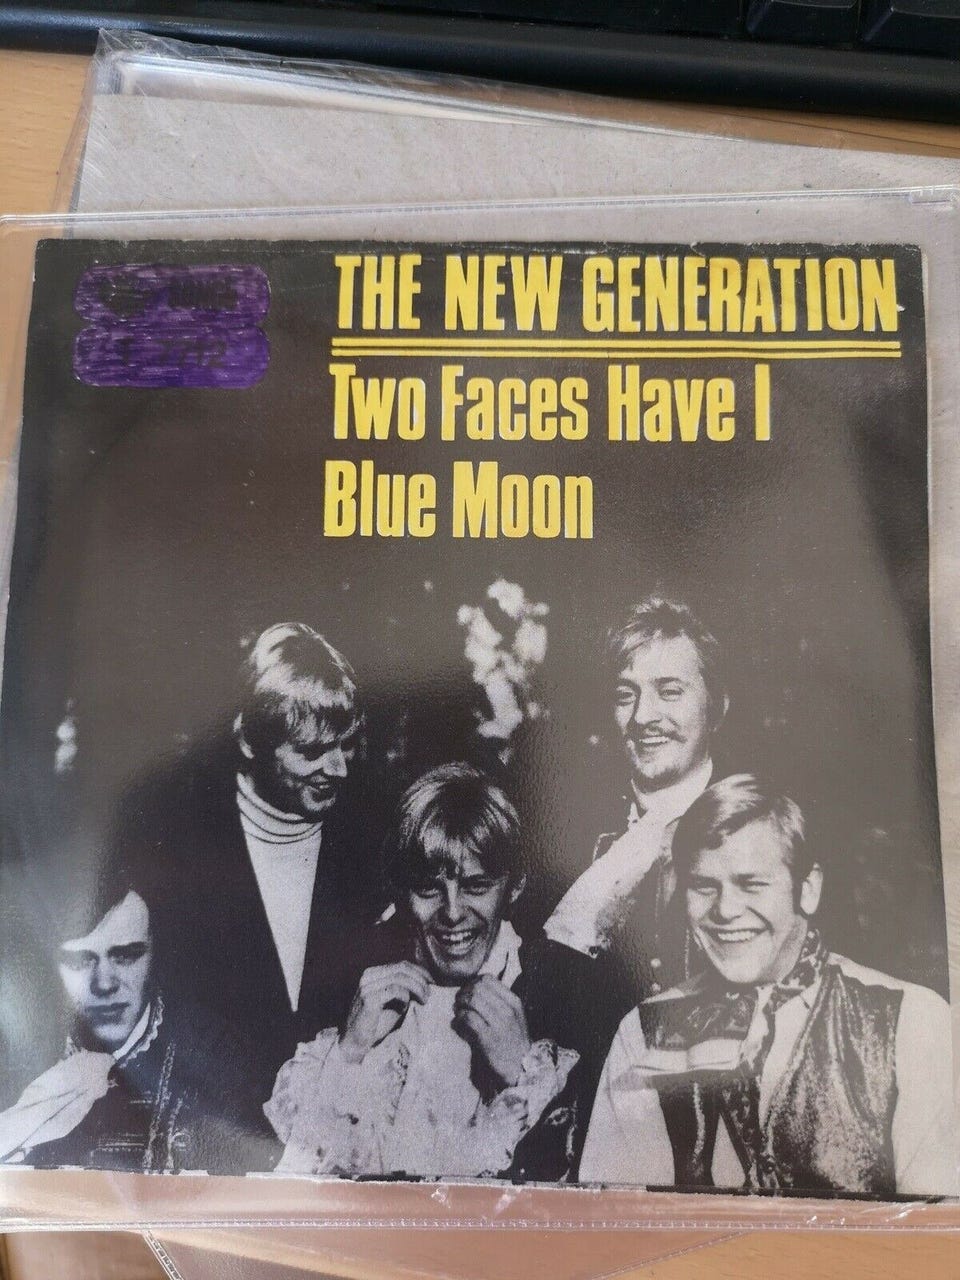 THE NEW GENERATION
Two Faces Have I
Blue Moon